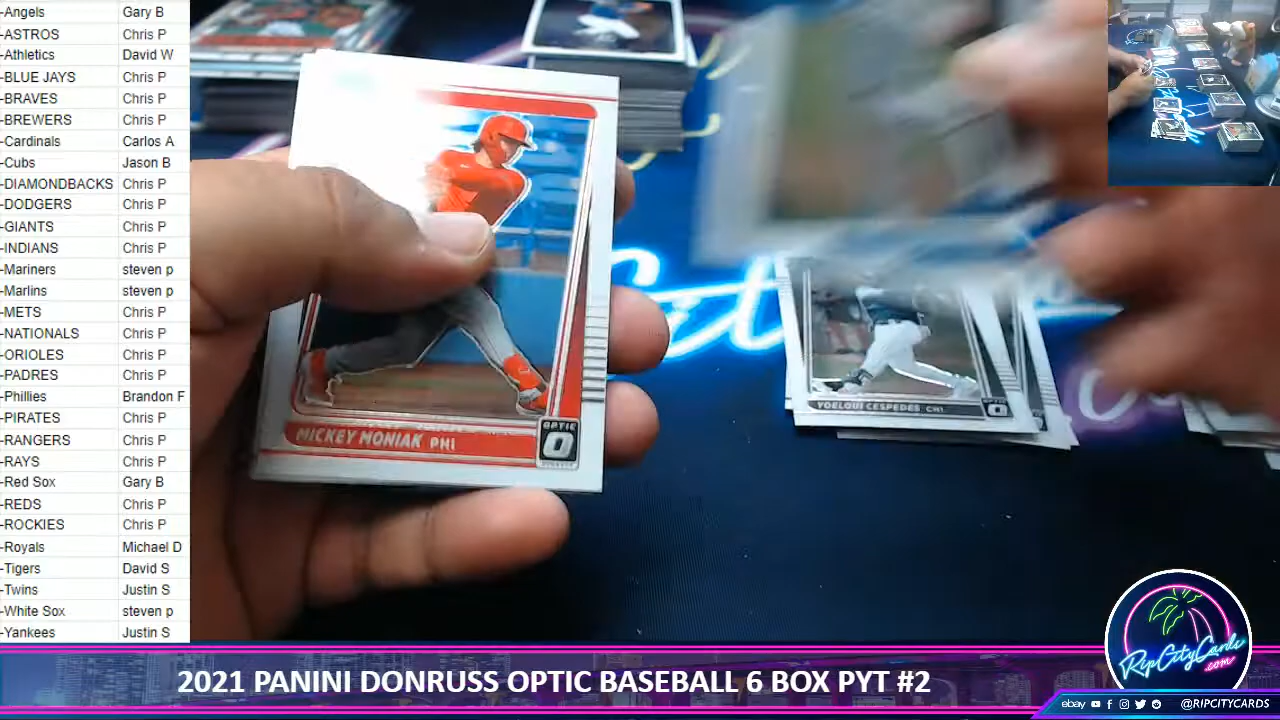 -Angels Gary B
-ASTROS Chris P
-Athletics David W
-BLUE JAYS Chris P
-BRAVES Chris P
-BREWERS Chris P
-Cardinals Carlos A
-Cubs Jason B
-DIAMONDBACKS Chris P
-DODGERS Chris P
-GIANTS Chris P
-INDIANS Chris P
-Mariners steven p
-Marlins steven p
-METS Chris P
-NATIONALS Chris P
-ORIOLES Chris P
-PADRES Chris P
-Phillies Brandon F
-PIRATES Chris P
-RANGERS Chris P
-RAYS Chris P
-Red Sox Gary B
-REDS Chris P
-ROCKIES Chris P
-Royals Michael D
-Tigers David S
-Twins Justin S
-White Sox steven p
-Yankees Justin S
MICKEY MONIAK PHI
OPTIC
YOELQUI CESPEDES CHI
RipCityCards
.com
2021 PANINI DONRUSS OPTIC BASEBALL 6 BOX PYT #2
ebay @RIPCITYCARDS